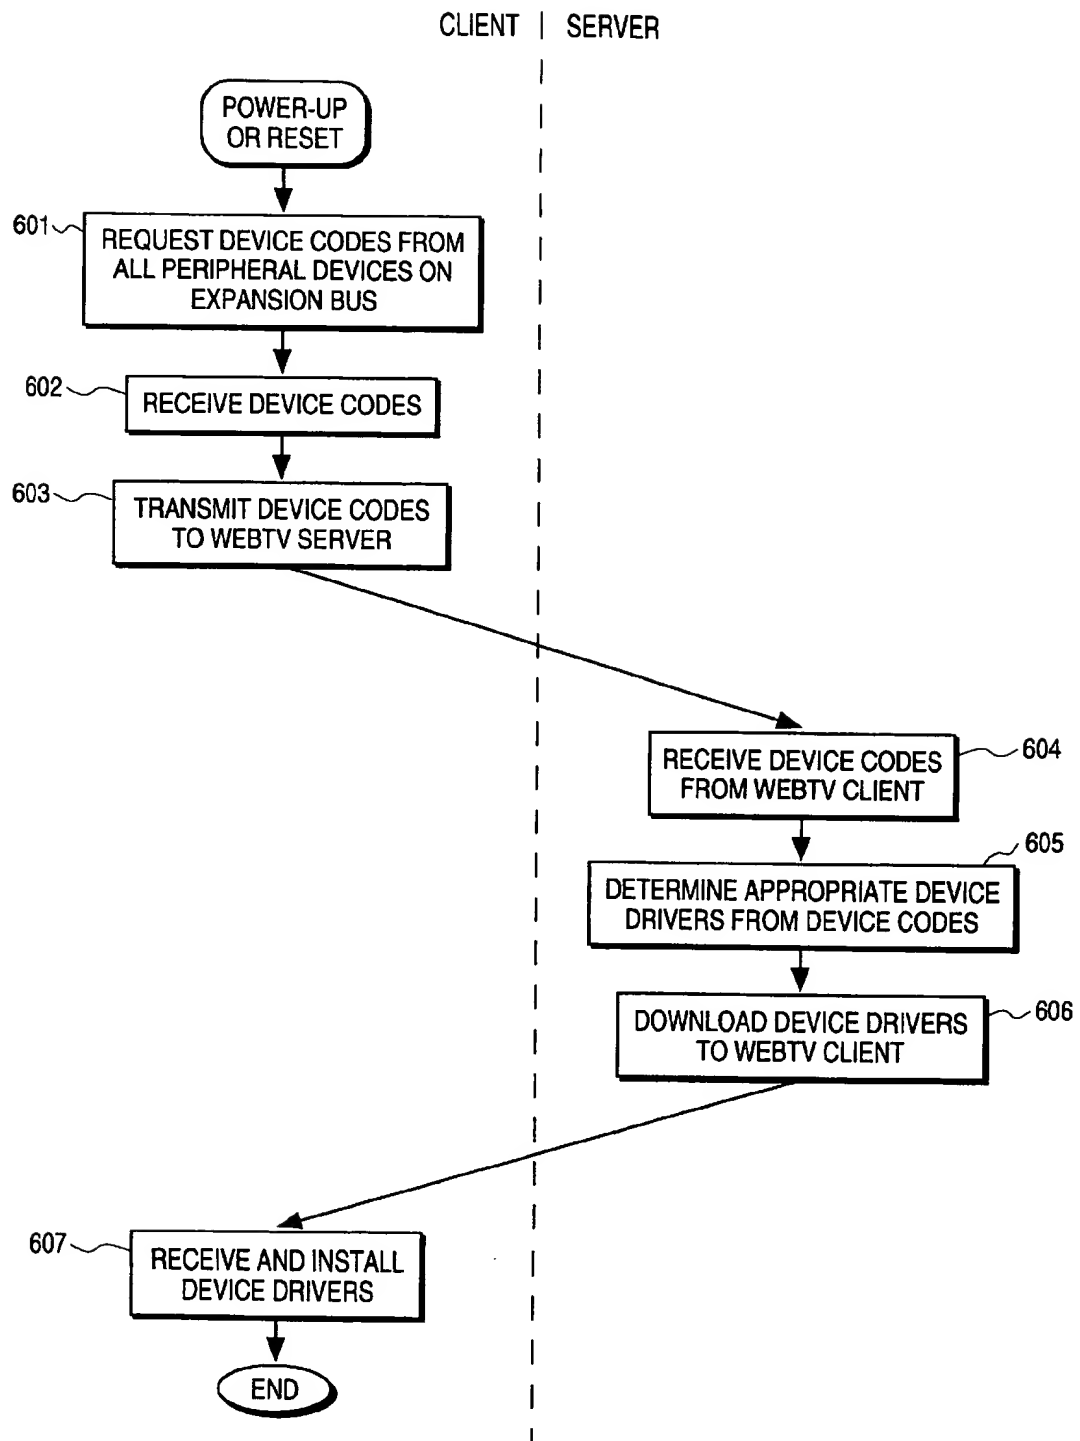 CLIENT | SERVER
POWER-UP
OR RESET
601
REQUEST DEVICE CODES FROM
ALL PERIPHERAL DEVICES ON
EXPANSION BUS
602
RECEIVE DEVICE CODES
603
TRANSMIT DEVICE CODES
TO WEBTV SERVER
604
RECEIVE DEVICE CODES
FROM WEBTV CLIENT
605
DETERMINE APPROPRIATE DEVICE
DRIVERS FROM DEVICE CODES
606
DOWNLOAD DEVICE DRIVERS
TO WEBTV CLIENT
607
RECEIVE AND INSTALL
DEVICE DRIVERS
END